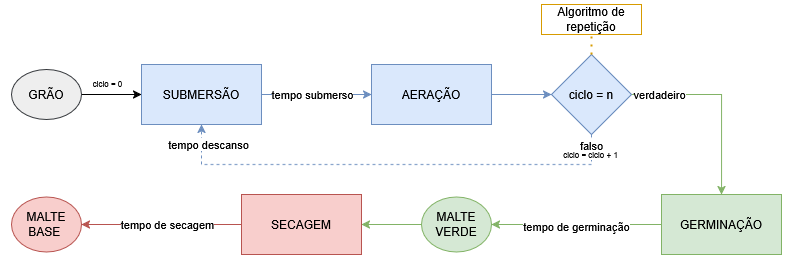 Algoritmo de
repetição
GRÃO
ciclo = 0
SUBMERSÃO
tempo submerso
AERAÇÃO
ciclo = n
verdadeiro
tempo descanso
falso
ciclo = ciclo + 1
MALTE
BASE
tempo de secagem
SECAGEM
MALTE
VERDE
tempo de germinação
GERMINAÇÃO